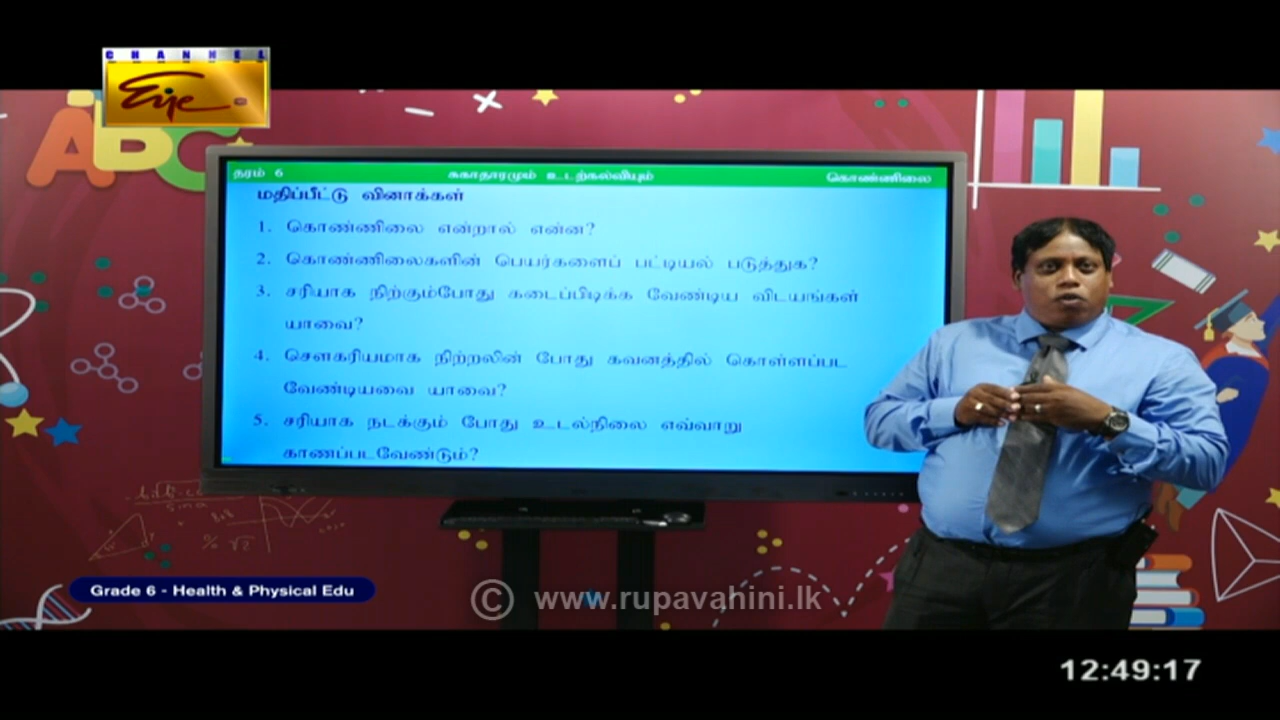 CHANNEL
Eye
ABC
தரம் 6 சுகாதாரமும் உடற்கல்வியும் கொண்ணிலை
மதிப்பீட்டு வினாக்கள்
1. கொண்ணிலை என்றால் என்ன?
2. கொண்ணிலைகளின் பெயர்களைப் பட்டியல் படுத்துக?
3. சரியாக நிற்கும்போது கடைப்பிடிக்க வேண்டிய விடயங்கள்
யாவை?
4. சௌகரியமாக நிற்றலின் போது கவனத்தில் கொள்ளப்பட
வேண்டியவை யாவை?
5. சரியாக நடக்கும் போது உடல்நிலை எவ்வாறு
காணப்படவேண்டும்?
Grade 6 - Health & Physical Edu
© www.rupavahini.lk
12:49:17